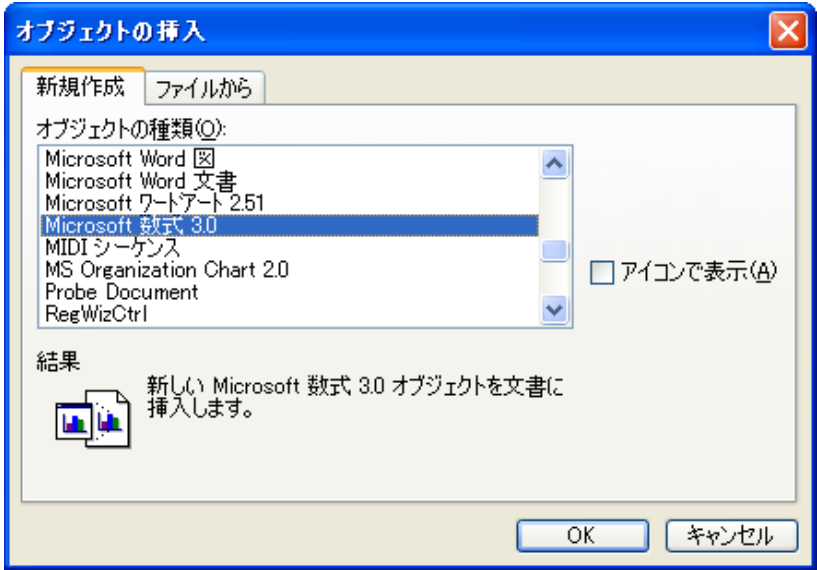 オブジェクトの挿入
新規作成 ファイルから
オブジェクトの種類(O):
Microsoft Word 図
Microsoft Word 文書
Microsoft ワードアート 2.51
Microsoft 数式 3.0
MIDI シーケンス
MS Organization Chart 2.0
Probe Document
RegWizCtrl
アイコンで表示(A)
結果
新しい Microsoft 数式 3.0 オブジェクトを文書に
挿入します。
OK キャンセル